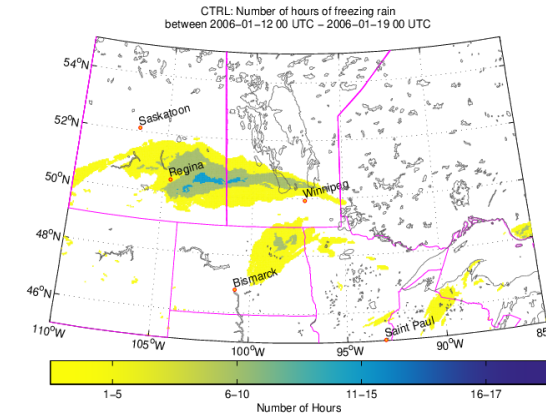 CTRL: Number of hours of freezing rain
between 2006−01−12 00 UTC − 2006−01−19 00 UTC
54°N
52°N
Saskatoon
50°N
Regina
Winnipeg
48°N
Bismarck
46°N
Saint Paul
110°W
105°W
100°W
95°W
90°W
85
1−5
6−10
11−15
16−17
Number of Hours